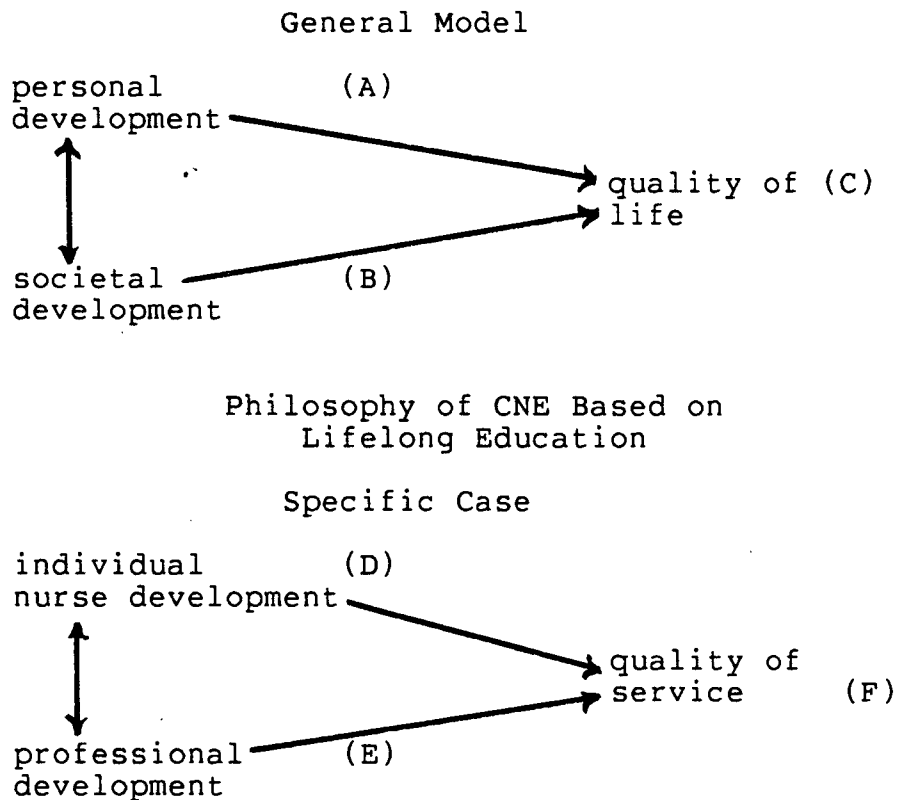 General Model
personal (A)
development
quality of (C)
life
societal (B)
development
Philosophy of CNE Based on
Lifelong Education
Specific Case
individual (D)
nurse development
quality of
service (F)
professional (E)
development